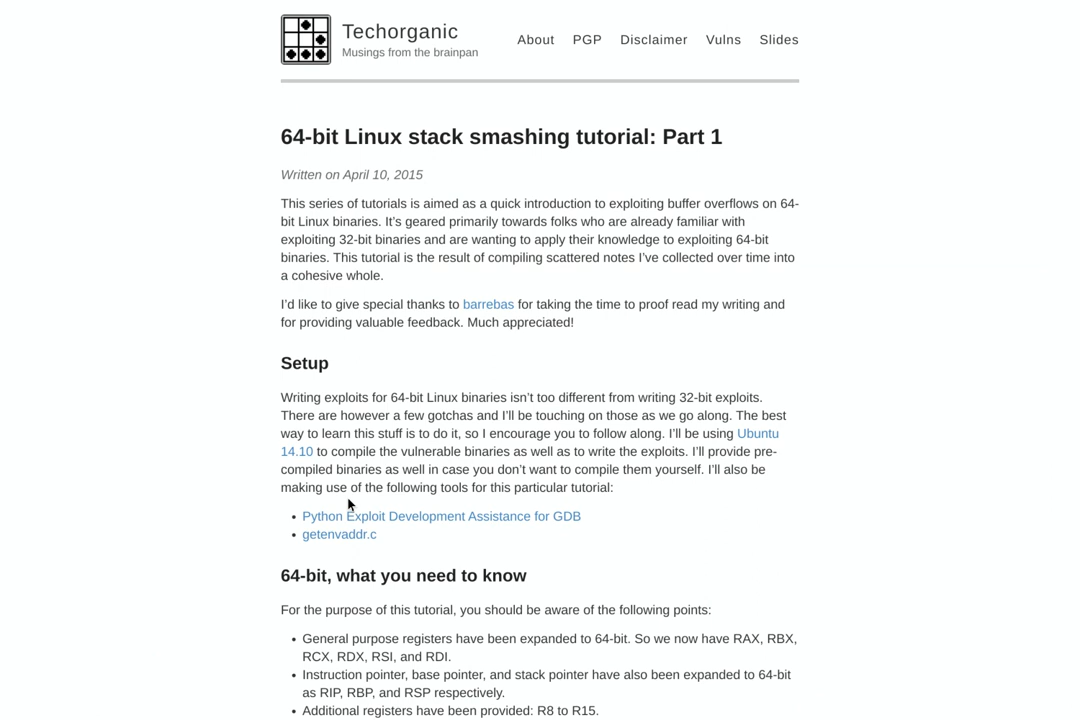 Techorganic
Musings from the brainpan
About PGP Disclaimer Vulns Slides
64-bit Linux stack smashing tutorial: Part 1
Written on April 10, 2015
This series of tutorials is aimed as a quick introduction to exploiting buffer overflows on 64-
bit Linux binaries. It’s geared primarily towards folks who are already familiar with
exploiting 32-bit binaries and are wanting to apply their knowledge to exploiting 64-bit
binaries. This tutorial is the result of compiling scattered notes I’ve collected over time into
a cohesive whole.
I’d like to give special thanks to barrebas for taking the time to proof read my writing and
for providing valuable feedback. Much appreciated!
Setup
Writing exploits for 64-bit Linux binaries isn’t too different from writing 32-bit exploits.
There are however a few gotchas and I’ll be touching on those as we go along. The best
way to learn this stuff is to do it, so I encourage you to follow along. I’ll be using Ubuntu
14.10 to compile the vulnerable binaries as well as to write the exploits. I’ll provide pre-
compiled binaries as well in case you don’t want to compile them yourself. I’ll also be
making use of the following tools for this particular tutorial:
• Python Exploit Development Assistance for GDB
• getenvaddr.c
64-bit, what you need to know
For the purpose of this tutorial, you should be aware of the following points:
• General purpose registers have been expanded to 64-bit. So we now have RAX, RBX,
RCX, RDX, RSI, and RDI.
• Instruction pointer, base pointer, and stack pointer have also been expanded to 64-bit
as RIP, RBP, and RSP respectively.
• Additional registers have been provided: R8 to R15.